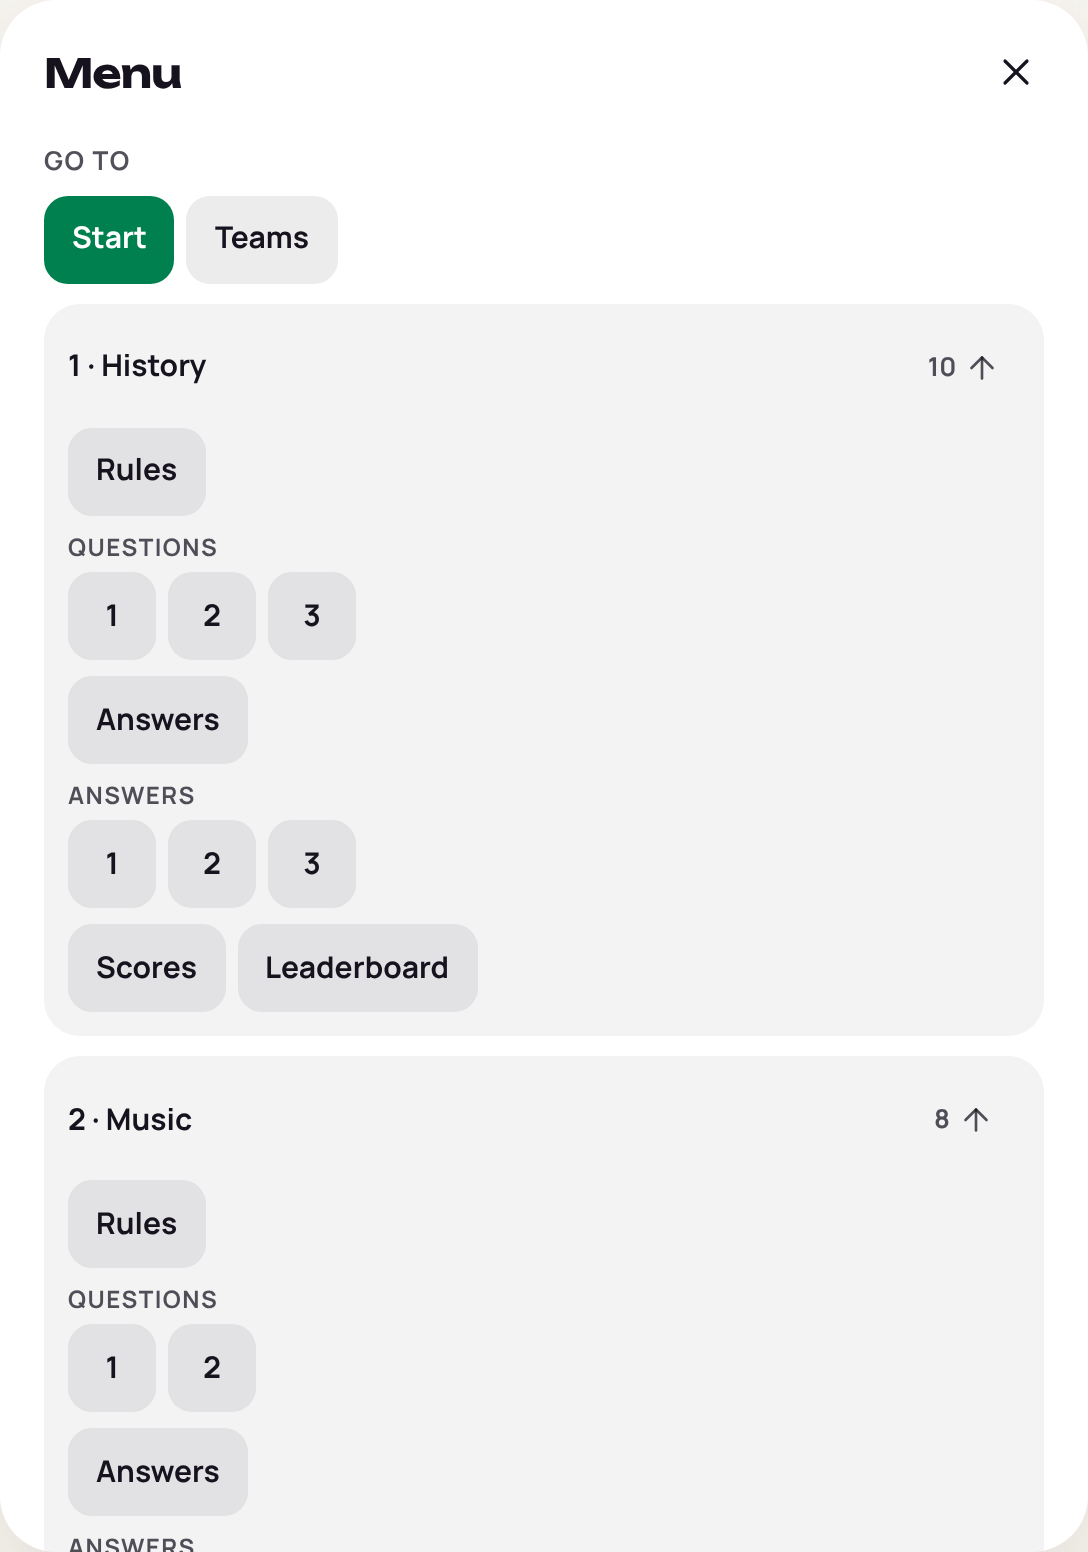 Menu
GO TO
Start Teams
1 · History 10
Rules
QUESTIONS
1 2 3
Answers
ANSWERS
1 2 3
Scores Leaderboard
2 · Music 8
Rules
QUESTIONS
1 2
Answers
ANSWERS